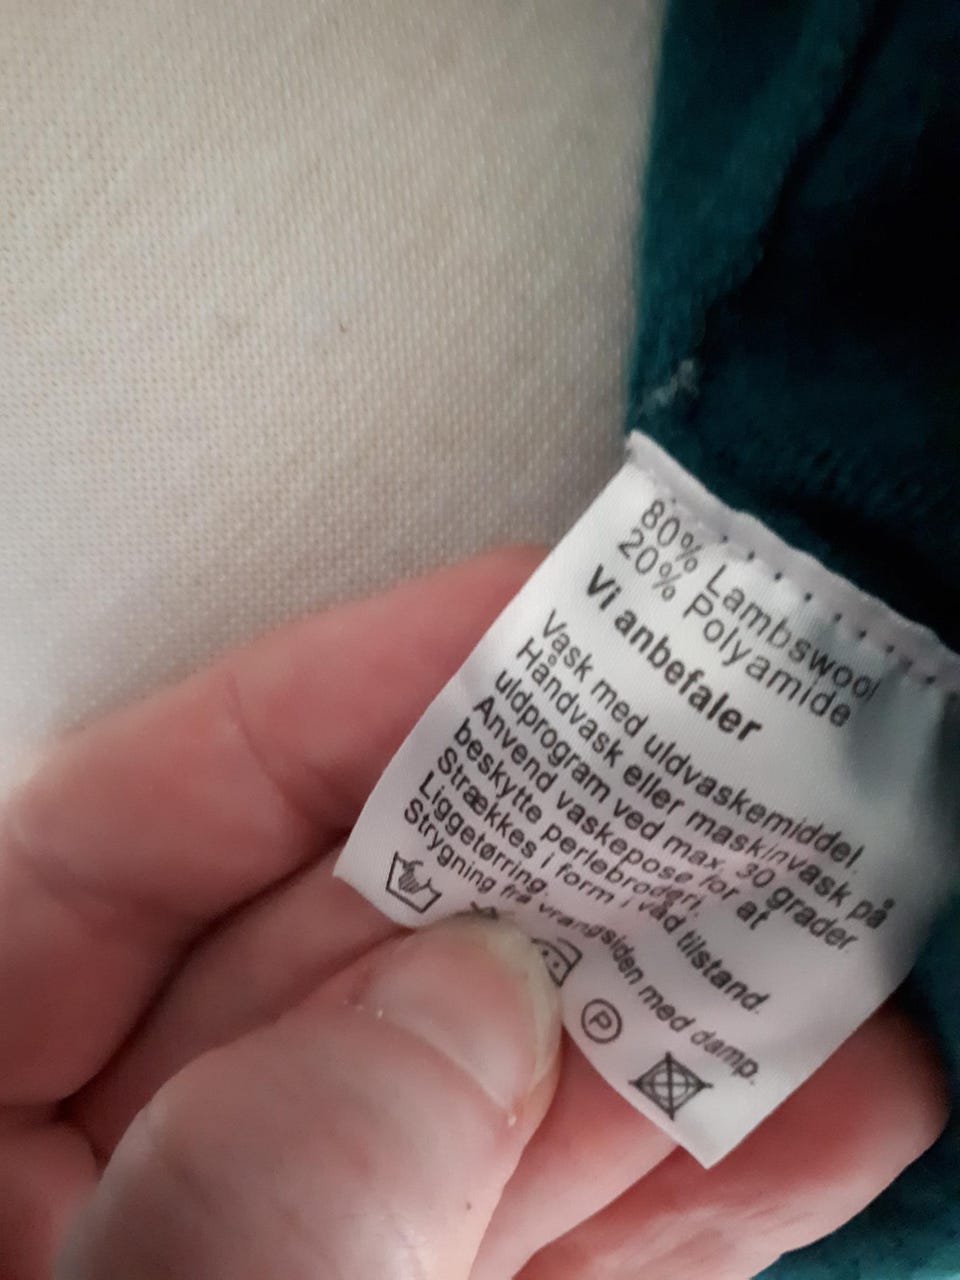 80% Lambswool
20% Polyamide
Vi anbefaler
Vask med uldvaskemiddel.
Håndvask eller maskinvask på
uldprogram ved max. 30 grader.
Anvend vaskepose for at
beskytte perlebroderi.
Strækkes i form i våd tilstand.
Liggetørring.
Strygning fra vrangsiden med damp.
P